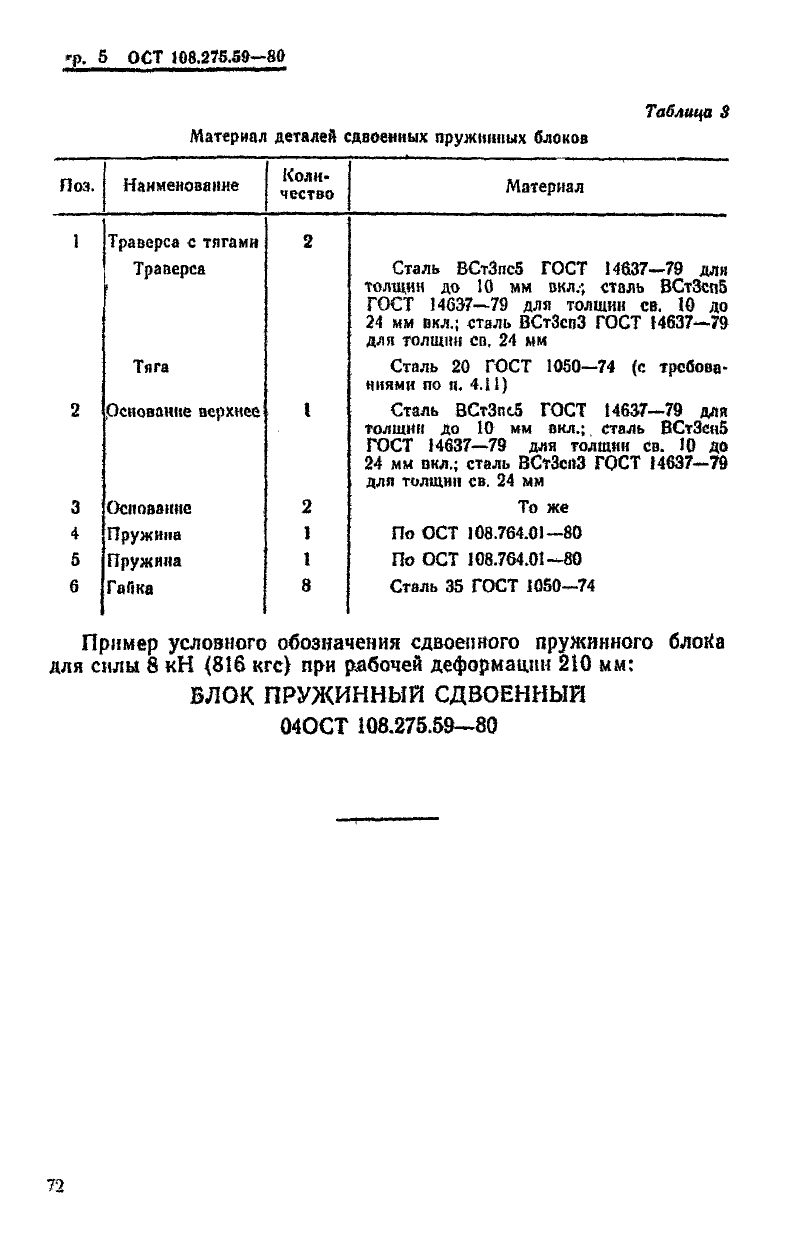 тр. 5 ОСТ 108.275.59—80
Таблица 3
Материал деталей сдвоенных пружинных блоков
Поз.
Наименование
Коли-
чество
Материал
1 Траверса с тягами 2
Траверса Сталь ВСт3пс5 ГОСТ 14637—79 для
толщин до 10 мм вкл.; сталь ВСт3сп5
ГОСТ 14637—79 для толщин св. 10 до
24 мм вкл.; сталь ВСт3сп3 ГОСТ 14637—79
для толщин св. 24 мм
Тяга Сталь 20 ГОСТ 1050—74 (с требова-
ниями по п. 4.11)
2 Основание верхнее 1 Сталь ВСт3пс5 ГОСТ 14637—79 для
толщин до 10 мм вкл.; сталь ВСт3сп5
ГОСТ 14637—79 для толщин св. 10 до
24 мм вкл.; сталь ВСт3сп3 ГОСТ 14637—79
для толщин св. 24 мм
3 Основание 2 То же
4 Пружина 1 По ОСТ 108.764.01—80
5 Пружина 1 По ОСТ 108.764.01—80
6 Гайка 8 Сталь 35 ГОСТ 1050—74
Пример условного обозначения сдвоенного пружинного блока
для силы 8 кН (816 кгс) при рабочей деформации 210 мм:
БЛОК ПРУЖИННЫЙ СДВОЕННЫЙ
04ОСТ 108.275.59—80
72